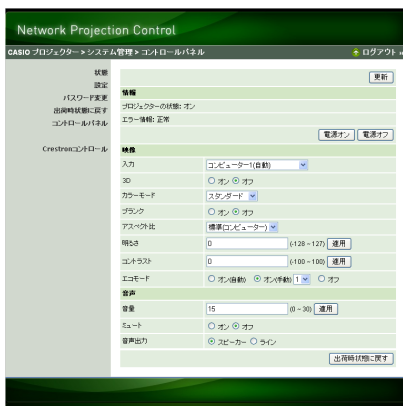 Network Projection Control
CASIO プロジェクター > システム管理 > コントロールパネル
ログアウト
状態
設定
パスワード変更
出荷時状態に戻す
コントロールパネル
Crestronコントロール
更新
情報
プロジェクターの状態: オン
エラー情報: 正常
電源オン 電源オフ
映像
入力 コンピューター1(自動)
3D オン オフ
カラーモード スタンダード
ブランク オン オフ
アスペクト比 標準(コンピューター)
明るさ 0 (-128 ~ 127) 適用
コントラスト 0 (-100 ~ 100) 適用
エコモード オン(自動) オン(手動) 1 オフ
音声
音量 15 (0 ~ 30) 適用
ミュート オン オフ
音声出力 スピーカー ライン
出荷時状態に戻す